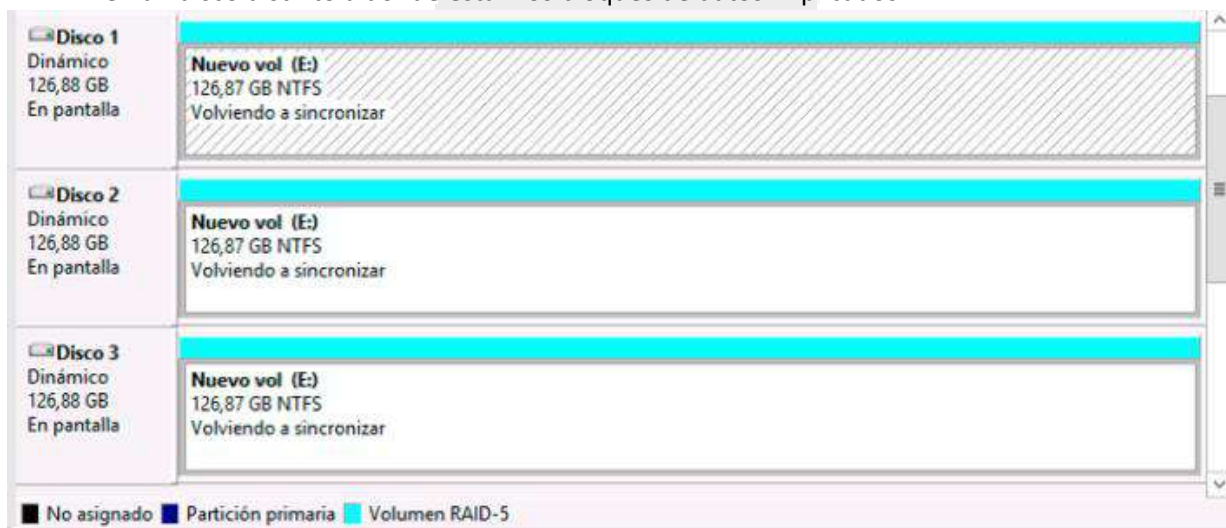 Disco 1
Dinámico
126,88 GB
En pantalla
Nuevo vol (E:)
126,87 GB NTFS
Volviendo a sincronizar
Disco 2
Dinámico
126,88 GB
En pantalla
Nuevo vol (E:)
126,87 GB NTFS
Volviendo a sincronizar
Disco 3
Dinámico
126,88 GB
En pantalla
Nuevo vol (E:)
126,87 GB NTFS
Volviendo a sincronizar
No asignado Partición primaria Volumen RAID-5